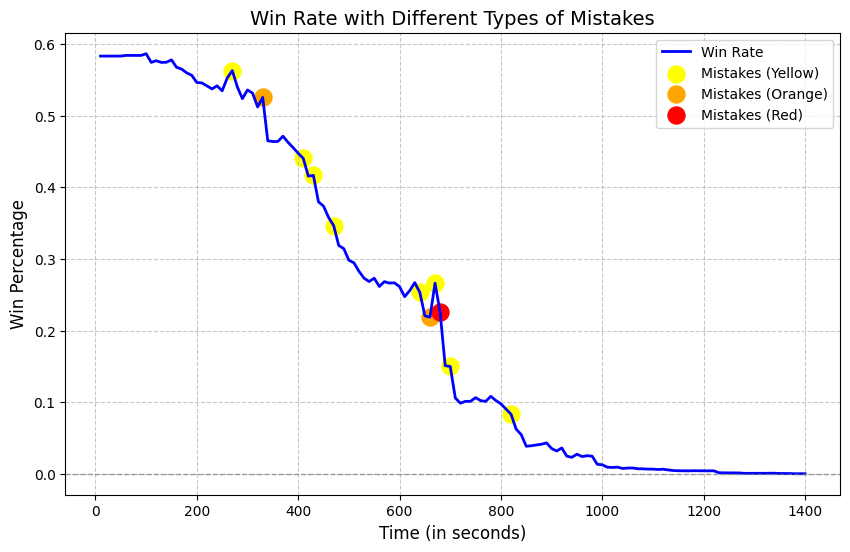 Win Rate with Different Types of Mistakes
Win Rate
Mistakes (Yellow)
Mistakes (Orange)
Mistakes (Red)
Win Percentage
0.6
0.5
0.4
0.3
0.2
0.1
0.0
0 200 400 600 800 1000 1200 1400
Time (in seconds)